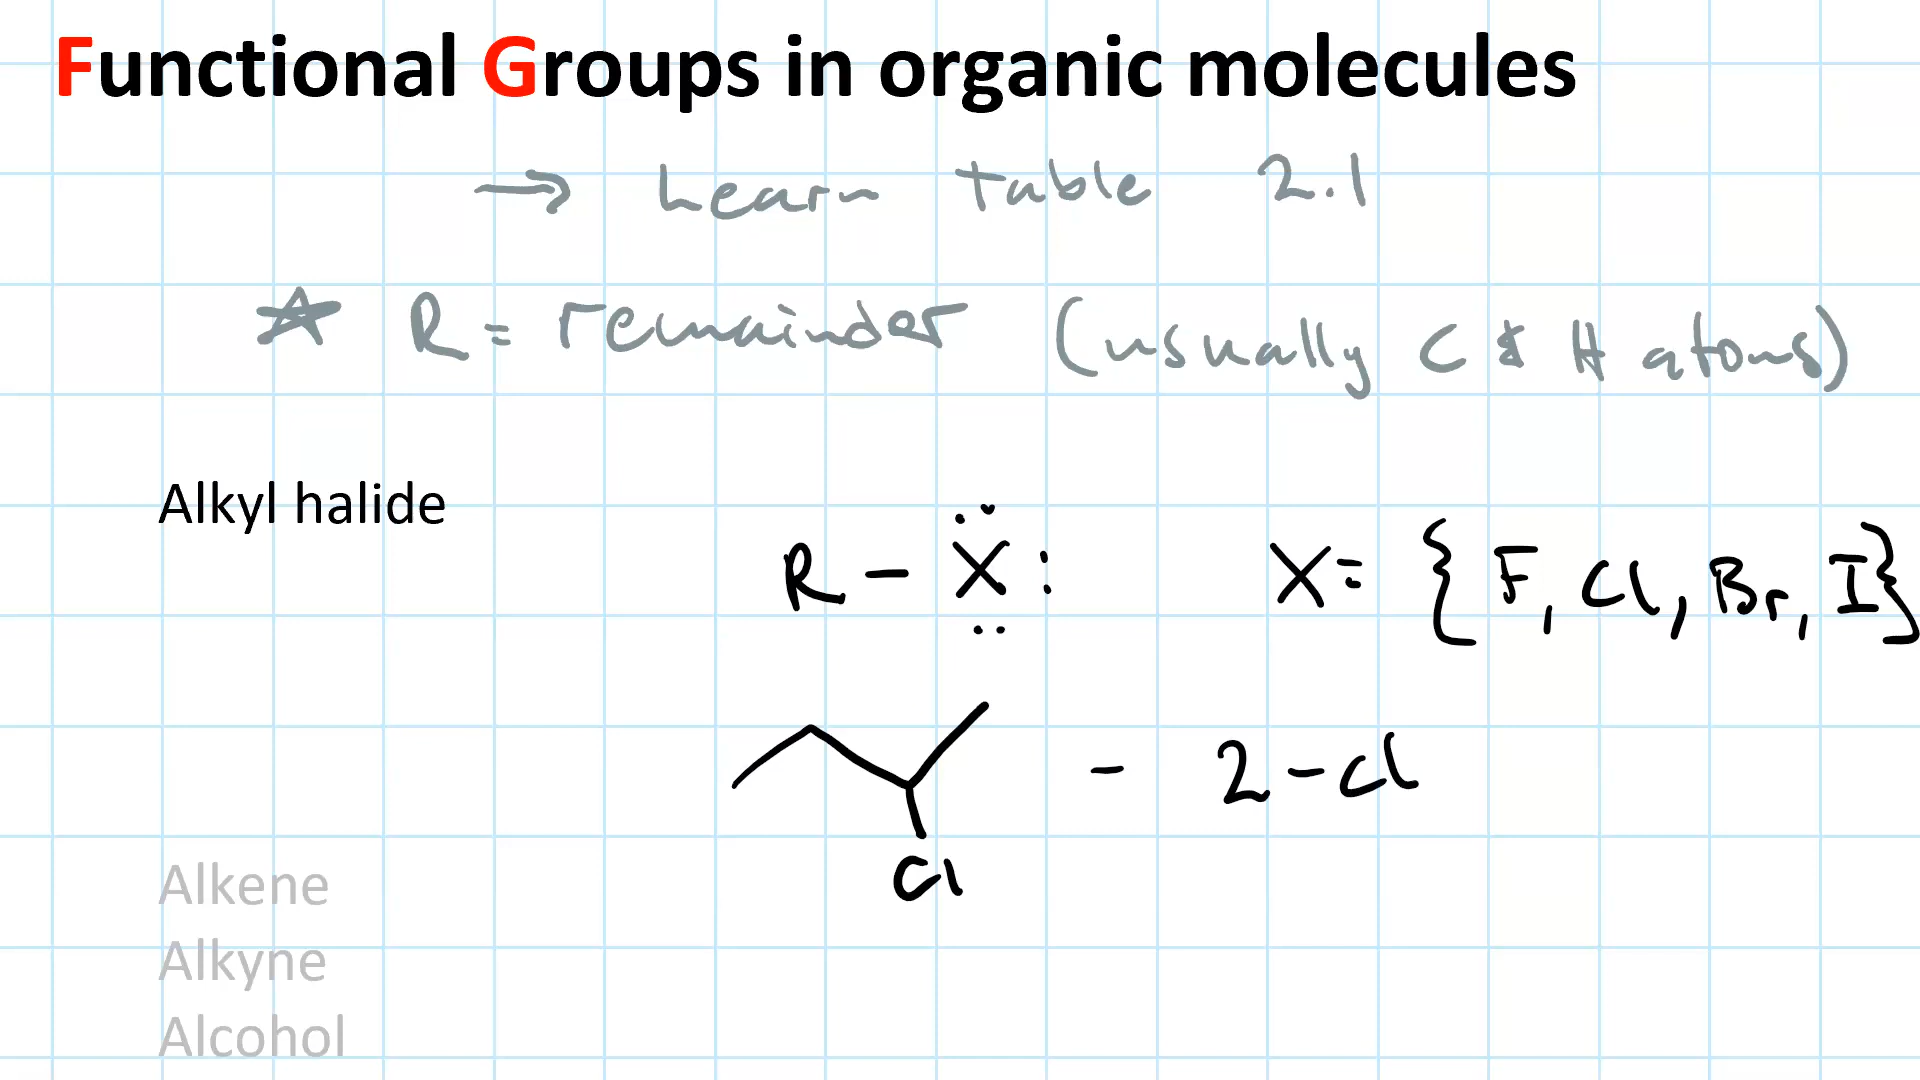 Functional Groups in organic molecules
→ Learn table 2.1
☆ R = remainder (usually C & H atoms)
Alkyl halide
R – X: X = {F, Cl, Br, I}
– 2-Cl
Cl
Alkene
Alkyne
Alcohol